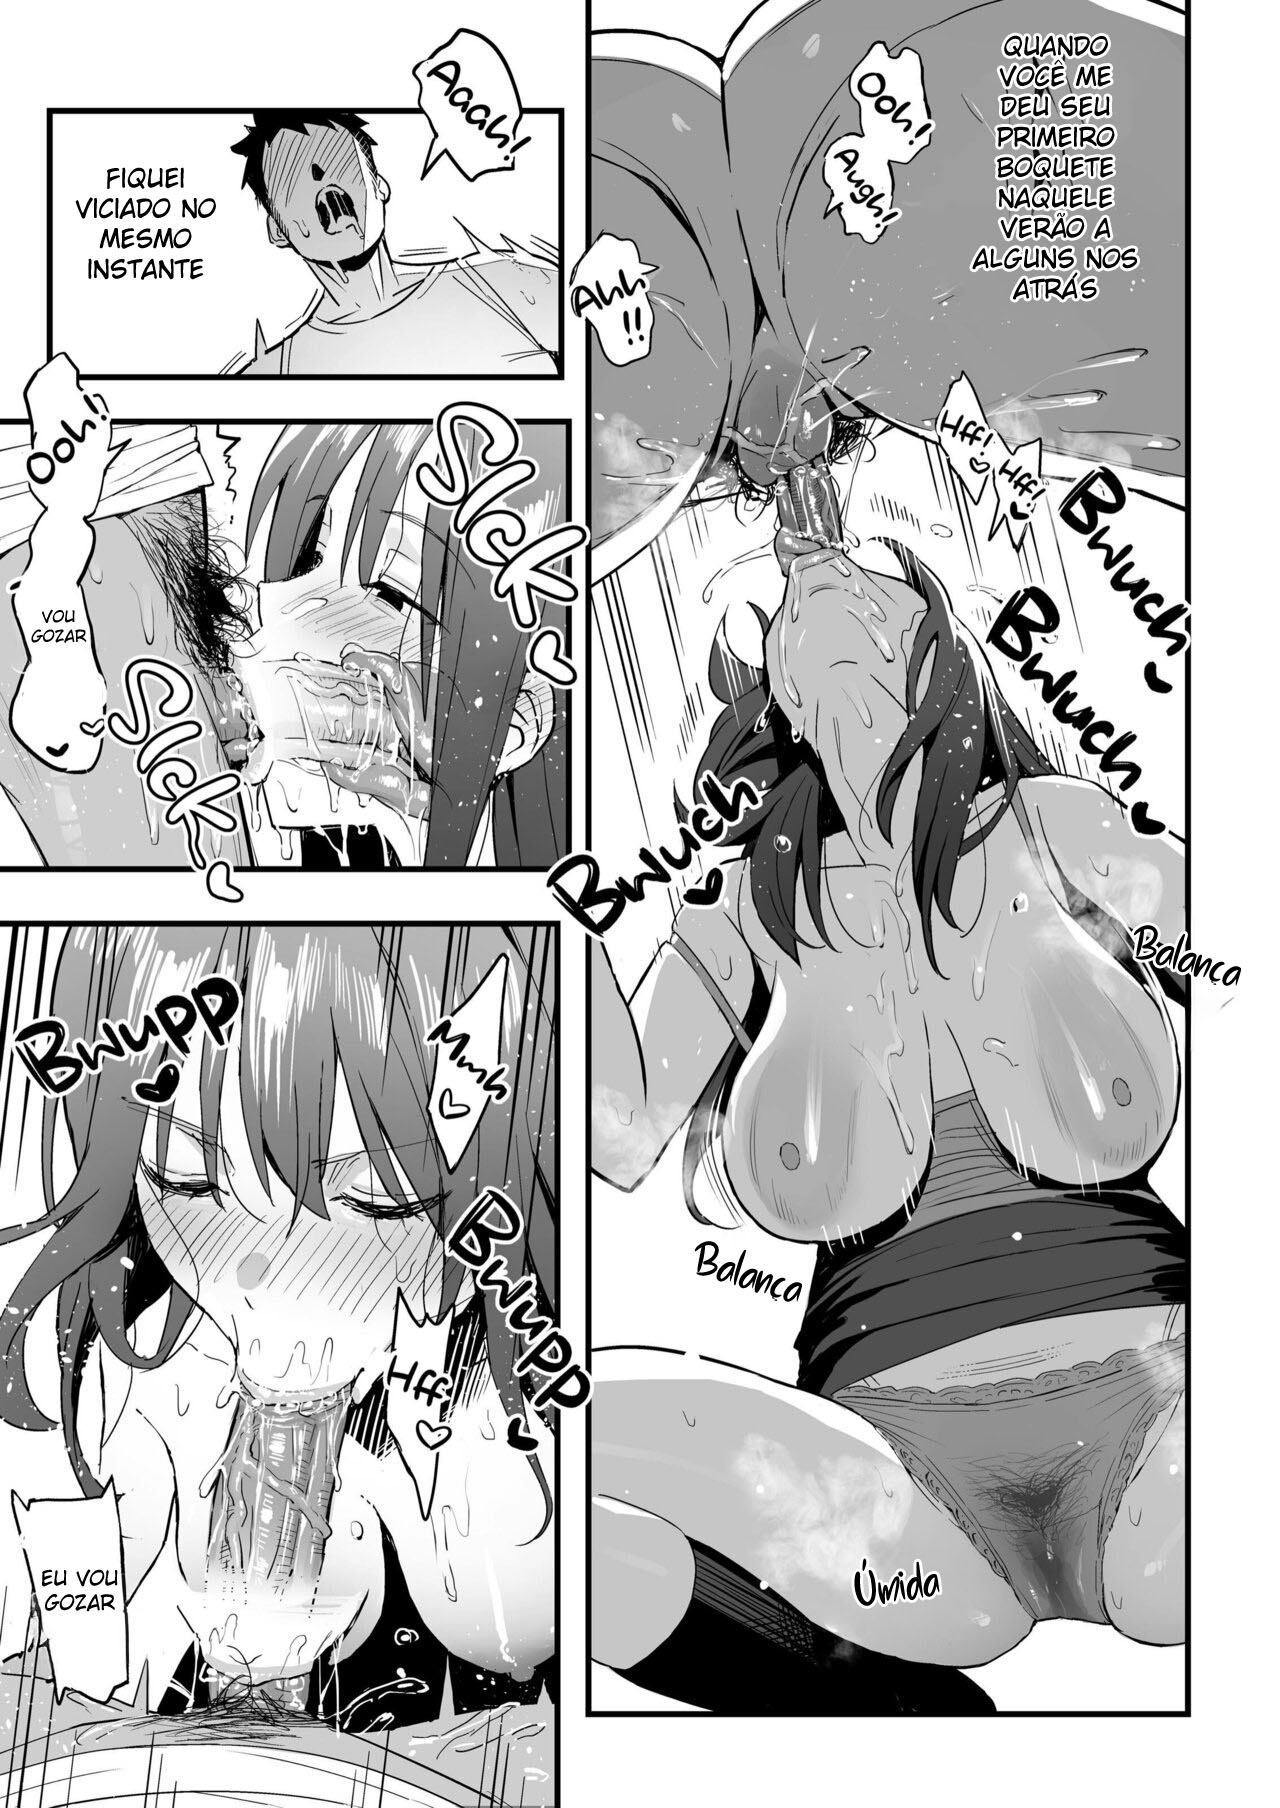 QUANDO
VOCÊ ME
DEU SEU
PRIMEIRO
BOQUETE
NAQUELE
VERÃO A
ALGUNS NOS
ATRÁS
Ooh!
Augh!
Ahh
!!
Hff!
Hff!
Bwuch
Bwuch
Bwuch
Balança
Balança
Úmida
Aaah!
FIQUEI
VICIADO NO
MESMO
INSTANTE
Ooh!
VOU
GOZAR
SLCK
SLCK~
Bwupp
Mmh
Bwupp
Hff
EU VOU
GOZAR